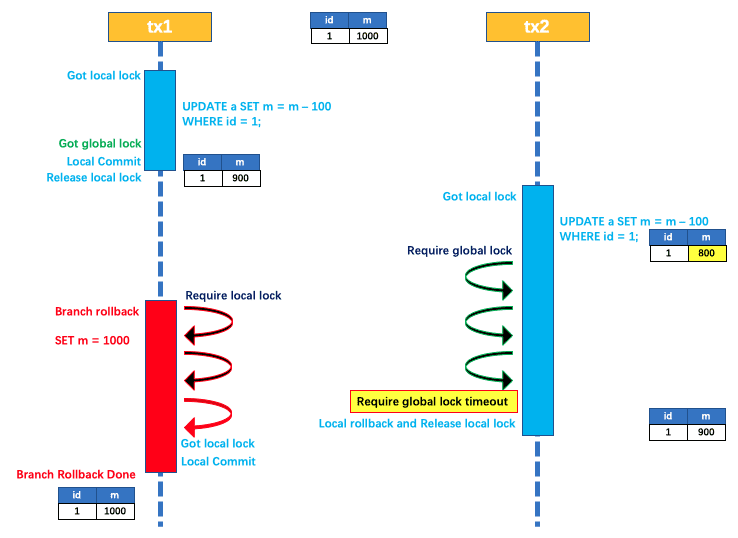 tx1
id m
1 1000
tx2
Got local lock
UPDATE a SET m = m – 100
WHERE id = 1;
Got global lock
Local Commit
Release local lock
id m
1 900
Got local lock
UPDATE a SET m = m – 100
WHERE id = 1;
id m
1 800
Require global lock
Require local lock
Branch rollback
SET m = 1000
Require global lock timeout
Local rollback and Release local lock
id m
1 900
Got local lock
Local Commit
Branch Rollback Done
id m
1 1000